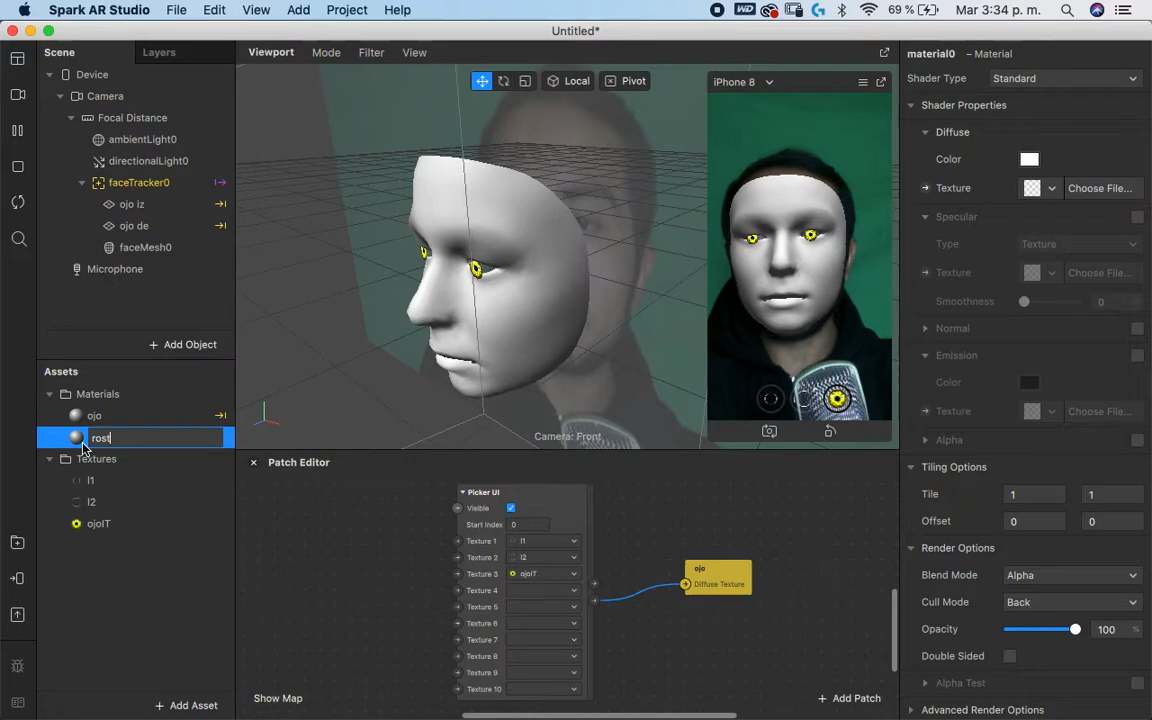 Spark AR Studio File Edit View Project Help 69 % Mar 3:34 p. m.
Untitled*
Scene Layers
Device
Camera
Focal Distance
ambientLight0
directionalLight0
faceTracker0
ojo iz
ojo de
faceMesh0
Microphone
Add Object
Assets
Materials
ojo
rost
Textures
l1
l2
ojoIT
Add Asset
Viewport Mode Filter View
Local Pivot
iPhone 8
Camera: Front
Patch Editor
Picker UI
Visible
Start Index 0
Texture 1 l1
Texture 2 l2
Texture 3 ojoIT
Texture 4
Texture 5
Texture 6
Texture 7
Texture 8
Texture 9
Texture 10
ojo
Diffuse Texture
Show Map
Add Patch
material0 – Material
Shader Type Standard
Shader Properties
Diffuse
Color
Texture Choose File...
Specular
Type Texture
Texture Choose File...
Smoothness 0
Normal
Emission
Color
Texture Choose File...
Alpha
Tiling Options
Tile 1 1
Offset 0 0
Render Options
Blend Mode Alpha
Cull Mode Back
Opacity 100 %
Double Sided
Alpha Test
Advanced Render Options